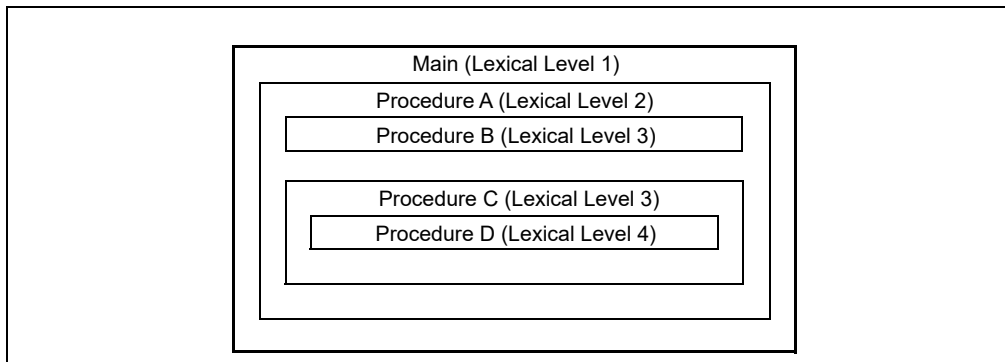 Main (Lexical Level 1)
Procedure A (Lexical Level 2)
Procedure B (Lexical Level 3)
Procedure C (Lexical Level 3)
Procedure D (Lexical Level 4)